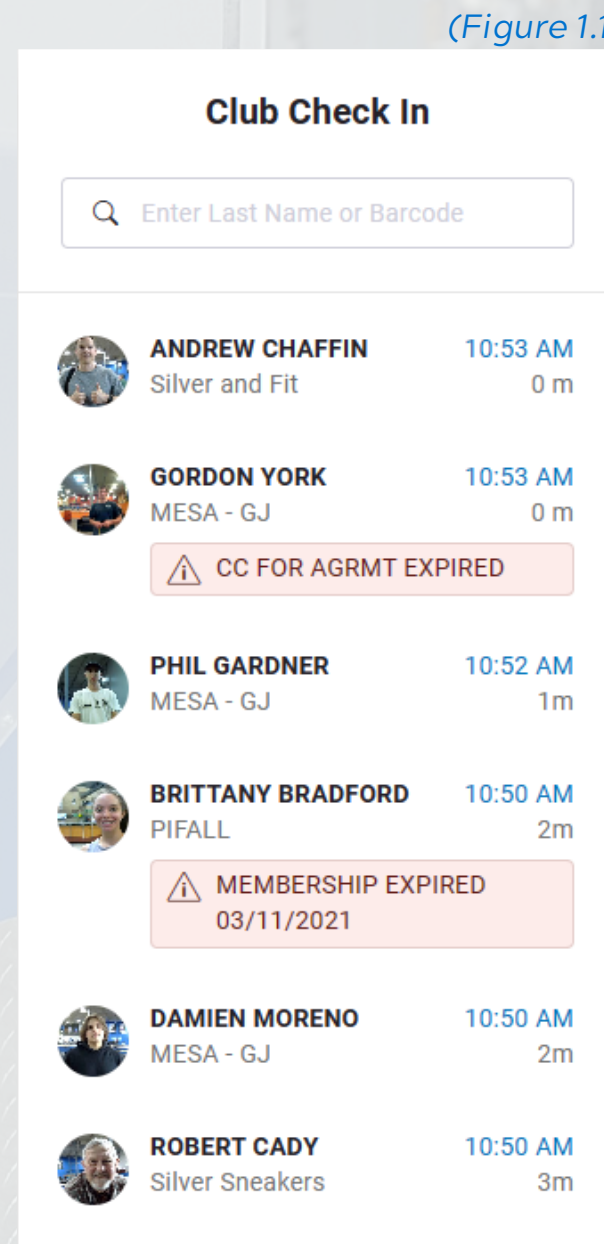 (Figure 1.1
Club Check In
Enter Last Name or Barcode
ANDREW CHAFFIN 10:53 AM
Silver and Fit 0 m
GORDON YORK 10:53 AM
MESA - GJ 0 m
CC FOR AGRMT EXPIRED
PHIL GARDNER 10:52 AM
MESA - GJ 1m
BRITTANY BRADFORD 10:50 AM
PIFALL 2m
MEMBERSHIP EXPIRED
03/11/2021
DAMIEN MORENO 10:50 AM
MESA - GJ 2m
ROBERT CADY 10:50 AM
Silver Sneakers 3m